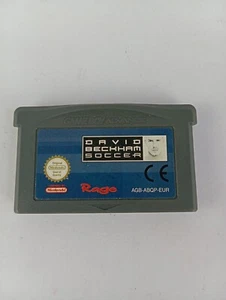 DAVID
BECKHAM
SOCCER
Nintendo
Rage
AGB-ABQP-EUR
CE